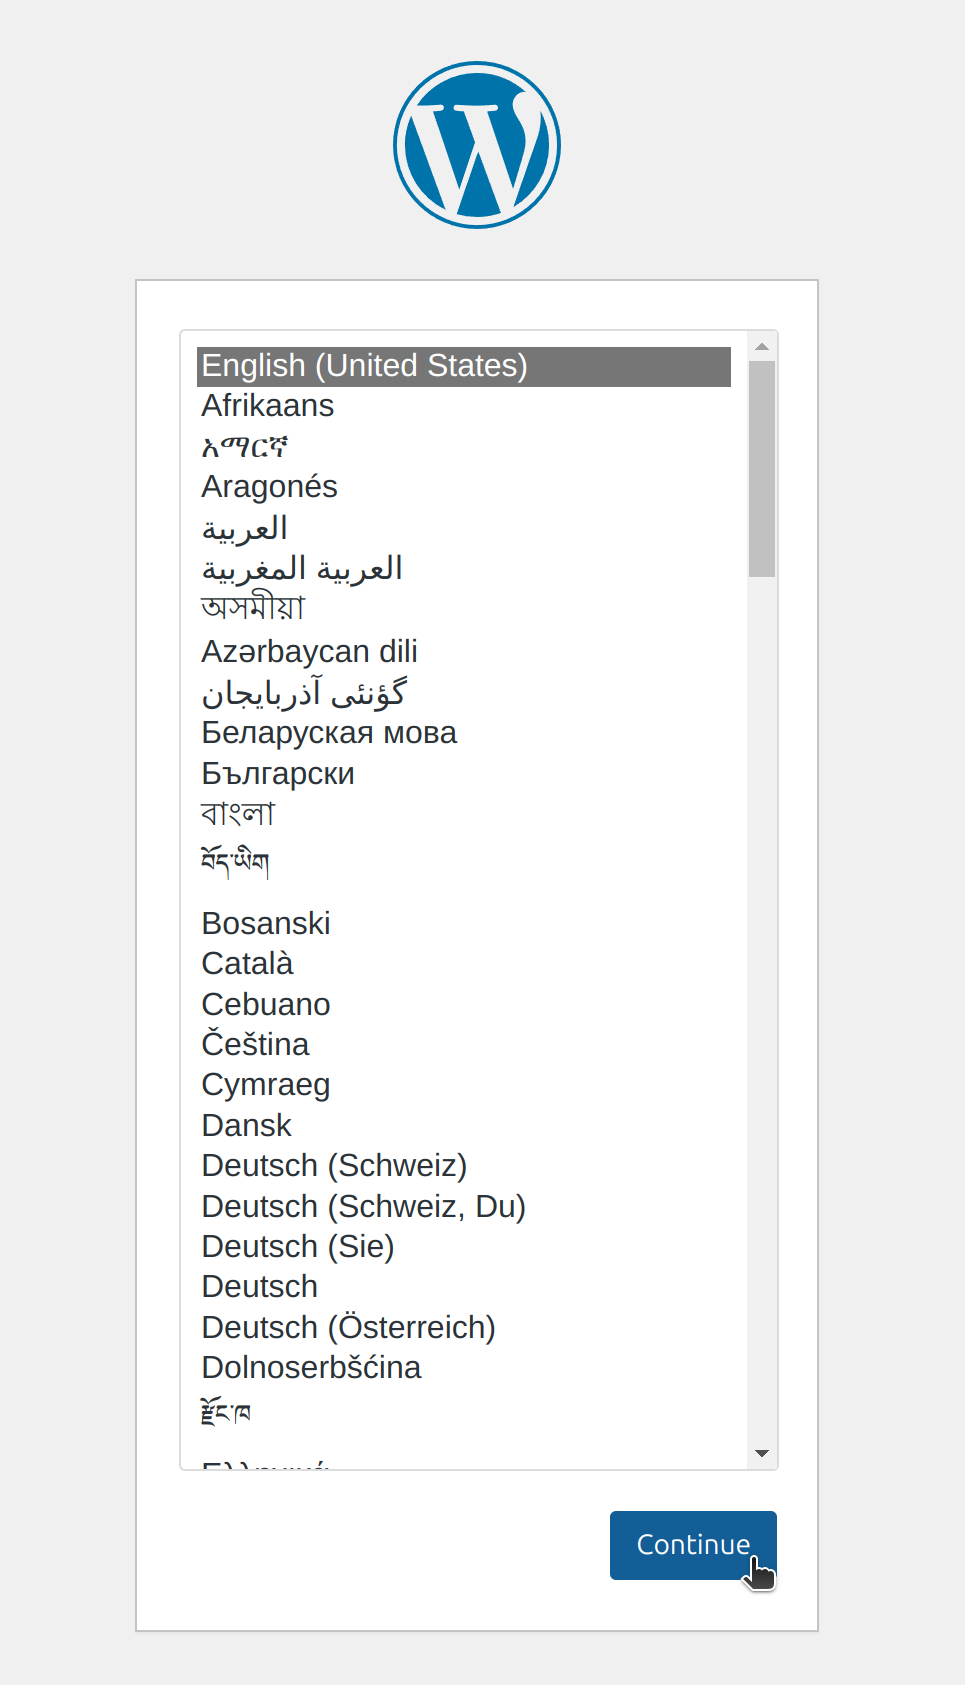 English (United States)
Afrikaans
አማርኛ
Aragonés
العربية
العربية المغربية
অসমীয়া
Azərbaycan dili
گؤنئی آذربایجان
Беларуская мова
Български
বাংলা
བོད་ཡིག
Bosanski
Català
Cebuano
Čeština
Cymraeg
Dansk
Deutsch (Schweiz)
Deutsch (Schweiz, Du)
Deutsch (Sie)
Deutsch
Deutsch (Österreich)
Dolnoserbšćina
རྫོང་ཁ
Continue